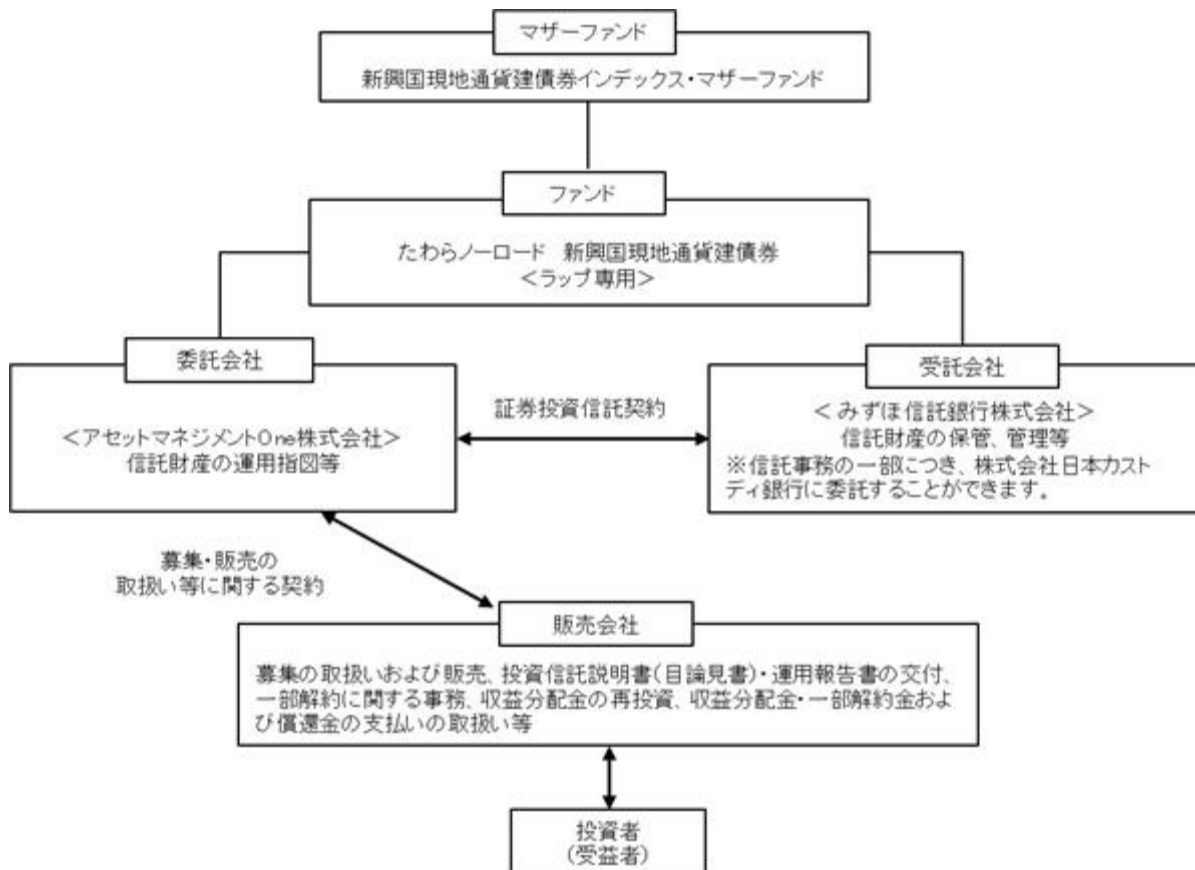 マザーファンド
新興国現地通貨建債券インデックス・マザーファンド
ファンド
たわらノーロード　新興国現地通貨建債券
＜ラップ専用＞
委託会社
＜アセットマネジメントOne株式会社＞
信託財産の運用指図等
証券投資信託契約
受託会社
＜みずほ信託銀行株式会社＞
信託財産の保管、管理等
※信託事務の一部につき、株式会社日本カスト
ディ銀行に委託することができます。
募集・販売の
取扱い等に関する契約
販売会社
募集の取扱いおよび販売、投資信託説明書(目論見書)・運用報告書の交付、
一部解約に関する事務、収益分配金の再投資、収益分配金・一部解約金およ
び償還金の支払いの取扱い等
投資者
(受益者)